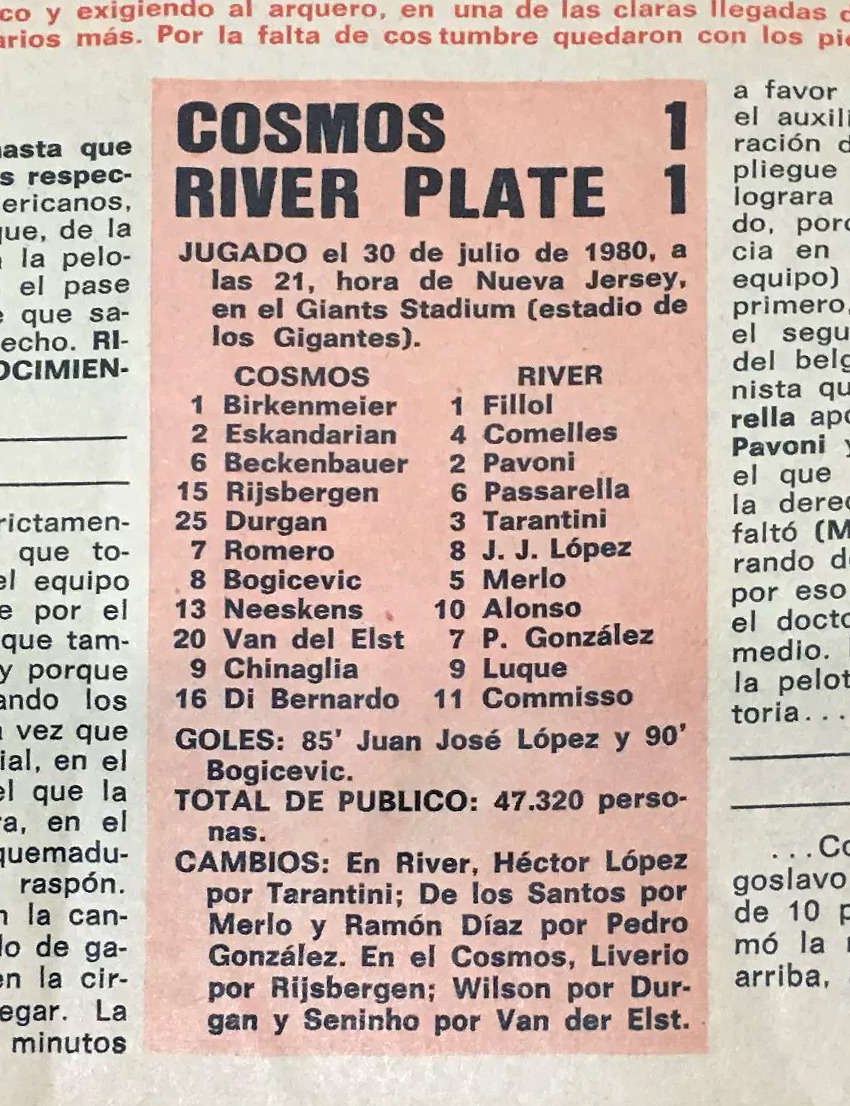 co y exigiendo al arquero, en una de las claras llegadas
arios más. Por la falta de cos tumbre quedaron con los
hasta que
s respec-
ericanos,
que, de la
la pelo-
el pase
que sa-
echo. RI-
OCIMIEN-
rictamen-
que to-
el equipo
e por el
que tam-
y porque
ando los
vez que
ial, en el
el que la
ra, en el
quemadu-
raspón.
n la can-
do de ga-
en la cir-
egar. La
minutos
COSMOS 1
RIVER PLATE 1
JUGADO el 30 de julio de 1980, a
las 21, hora de Nueva Jersey,
en el Giants Stadium (estadio de
los Gigantes).
COSMOS RIVER
1 Birkenmeier 1 Fillol
2 Eskandarian 4 Comelles
6 Beckenbauer 2 Pavoni
15 Rijsbergen 6 Passarella
25 Durgan 3 Tarantini
7 Romero 8 J. J. López
8 Bogicevic 5 Merlo
13 Neeskens 10 Alonso
20 Van del Elst 7 P. González
9 Chinaglia 9 Luque
16 Di Bernardo 11 Commisso
GOLES: 85' Juan José López y 90'
Bogicevic.
TOTAL DE PUBLICO: 47.320 perso-
nas.
CAMBIOS: En River, Héctor López
por Tarantini; De los Santos por
Merlo y Ramón Díaz por Pedro
González. En el Cosmos, Liverio
por Rijsbergen; Wilson por Dur-
gan y Seninho por Van der Elst.
a favor
el auxili
ración d
pliegue
lograra
do, porq
cia en
equipo)
primero,
el segu
del belg
nista qu
rella apo
Pavoni y
el que
la derec
faltó (M
rando d
por eso
el docto
medio.
la pelot
toria...
...Co
goslavo
de 10 p
mó la
arriba,